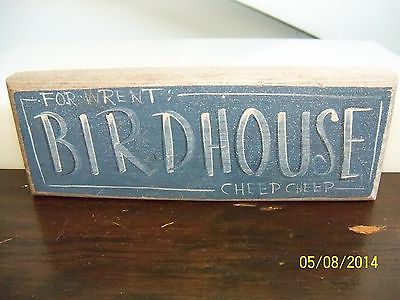 FOR WRENT:
BIRDHOUSE
CHEEP CHEEP
05/08/2014